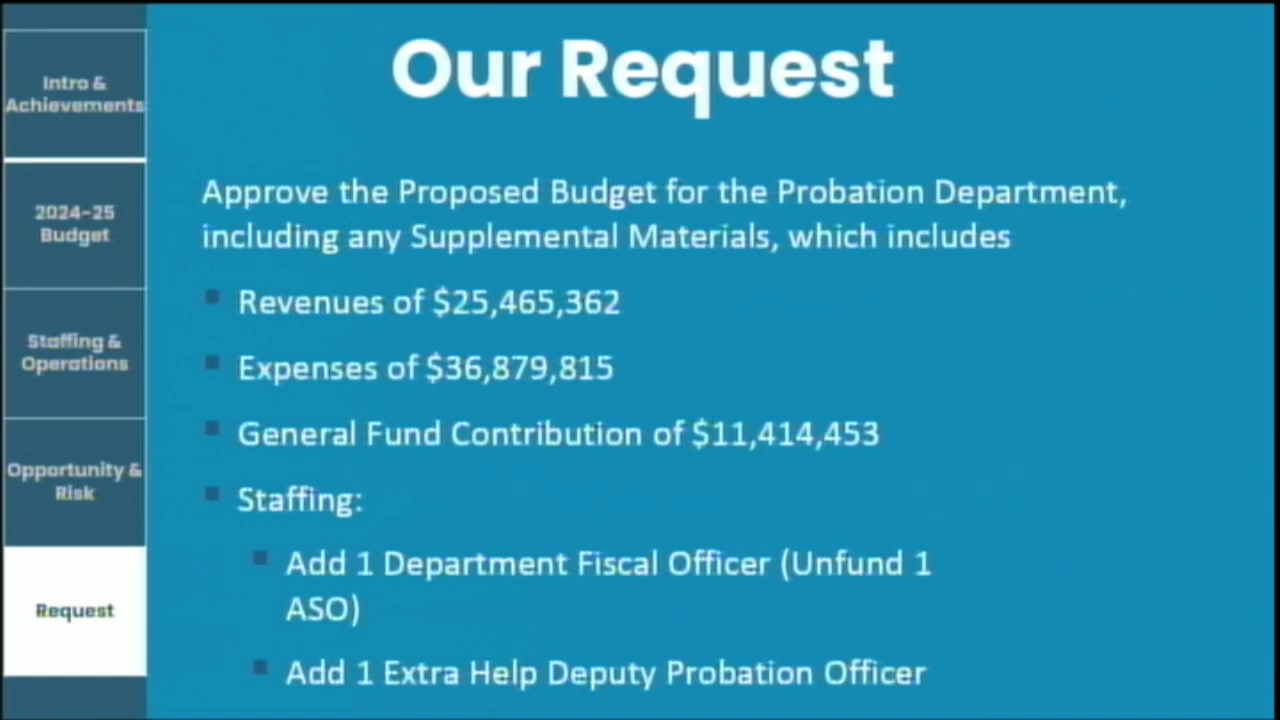 Intro &
Achievements
2024-25
Budget
Staffing &
Operations
Opportunity &
Risk
Request
Our Request
Approve the Proposed Budget for the Probation Department,
including any Supplemental Materials, which includes
Revenues of $25,465,362
Expenses of $36,879,815
General Fund Contribution of $11,414,453
Staffing:
Add 1 Department Fiscal Officer (Unfund 1
ASO)
Add 1 Extra Help Deputy Probation Officer